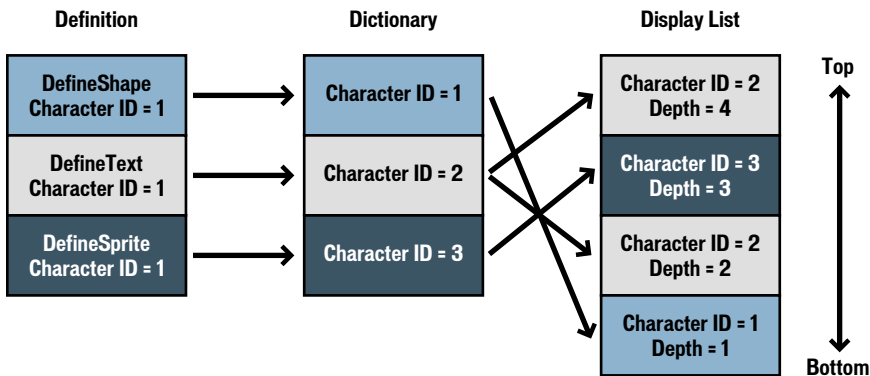 Definition
Dictionary
Display List
DefineShape
Character ID = 1
DefineText
Character ID = 1
DefineSprite
Character ID = 1
Character ID = 1
Character ID = 2
Character ID = 3
Character ID = 2
Depth = 4
Character ID = 3
Depth = 3
Character ID = 2
Depth = 2
Character ID = 1
Depth = 1
Top
Bottom